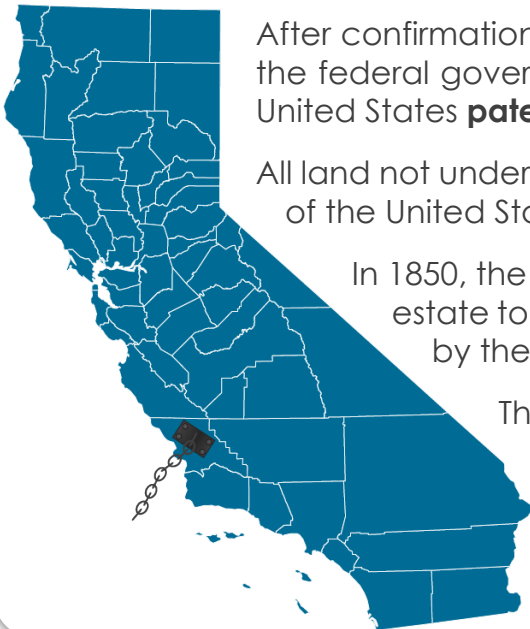 After confirmation
the federal gover
United States pate
All land not under
of the United Sta
In 1850, the
estate to
by the
Th